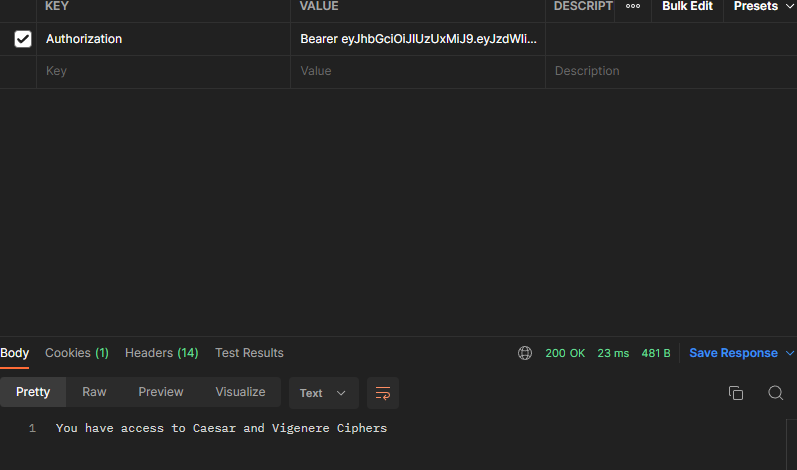 KEY VALUE DESCRIPT ooo Bulk Edit Presets
Authorization Bearer eyJhbGciOiJIUzUxMiJ9.eyJzdWIi...
Key Value Description
Body Cookies (1) Headers (14) Test Results 200 OK 23 ms 481 B Save Response
Pretty Raw Preview Visualize Text
1 You have access to Caesar and Vigenere Ciphers